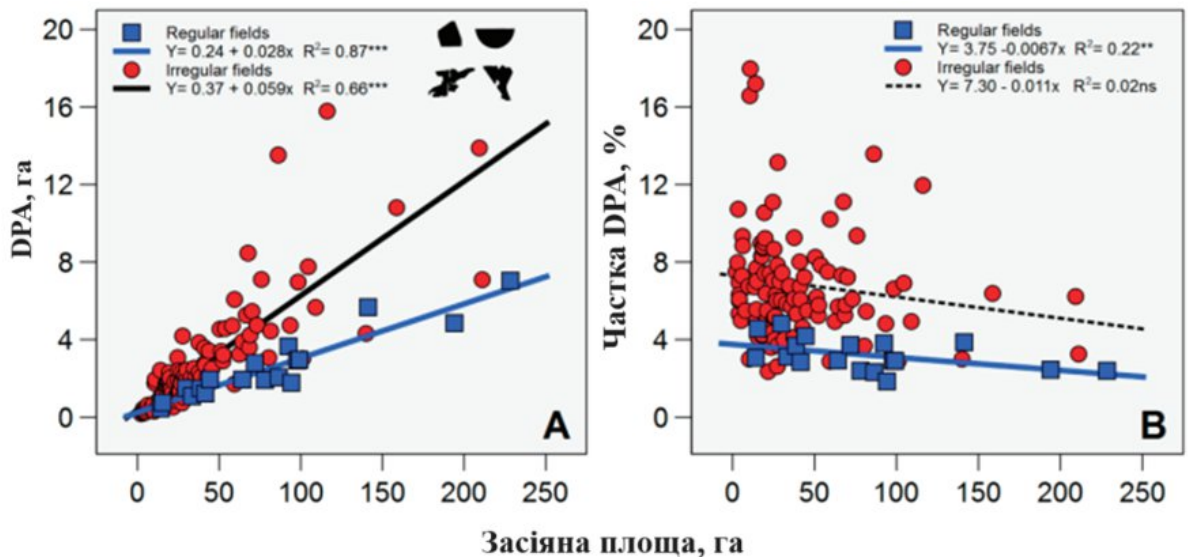 DPA, га
20
16
12
8
4
0
Regular fields
Y= 0.24 + 0.028x R²= 0.87***
Irregular fields
Y= 0.37 + 0.059x R²= 0.66***
A
0 50 100 150 200 250
Частка DPA, %
20
16
12
8
4
0
Regular fields
Y= 3.75 -0.0067x R²= 0.22**
Irregular fields
Y= 7.30 - 0.011x R²= 0.02ns
B
0 50 100 150 200 250
Засіяна площа, га